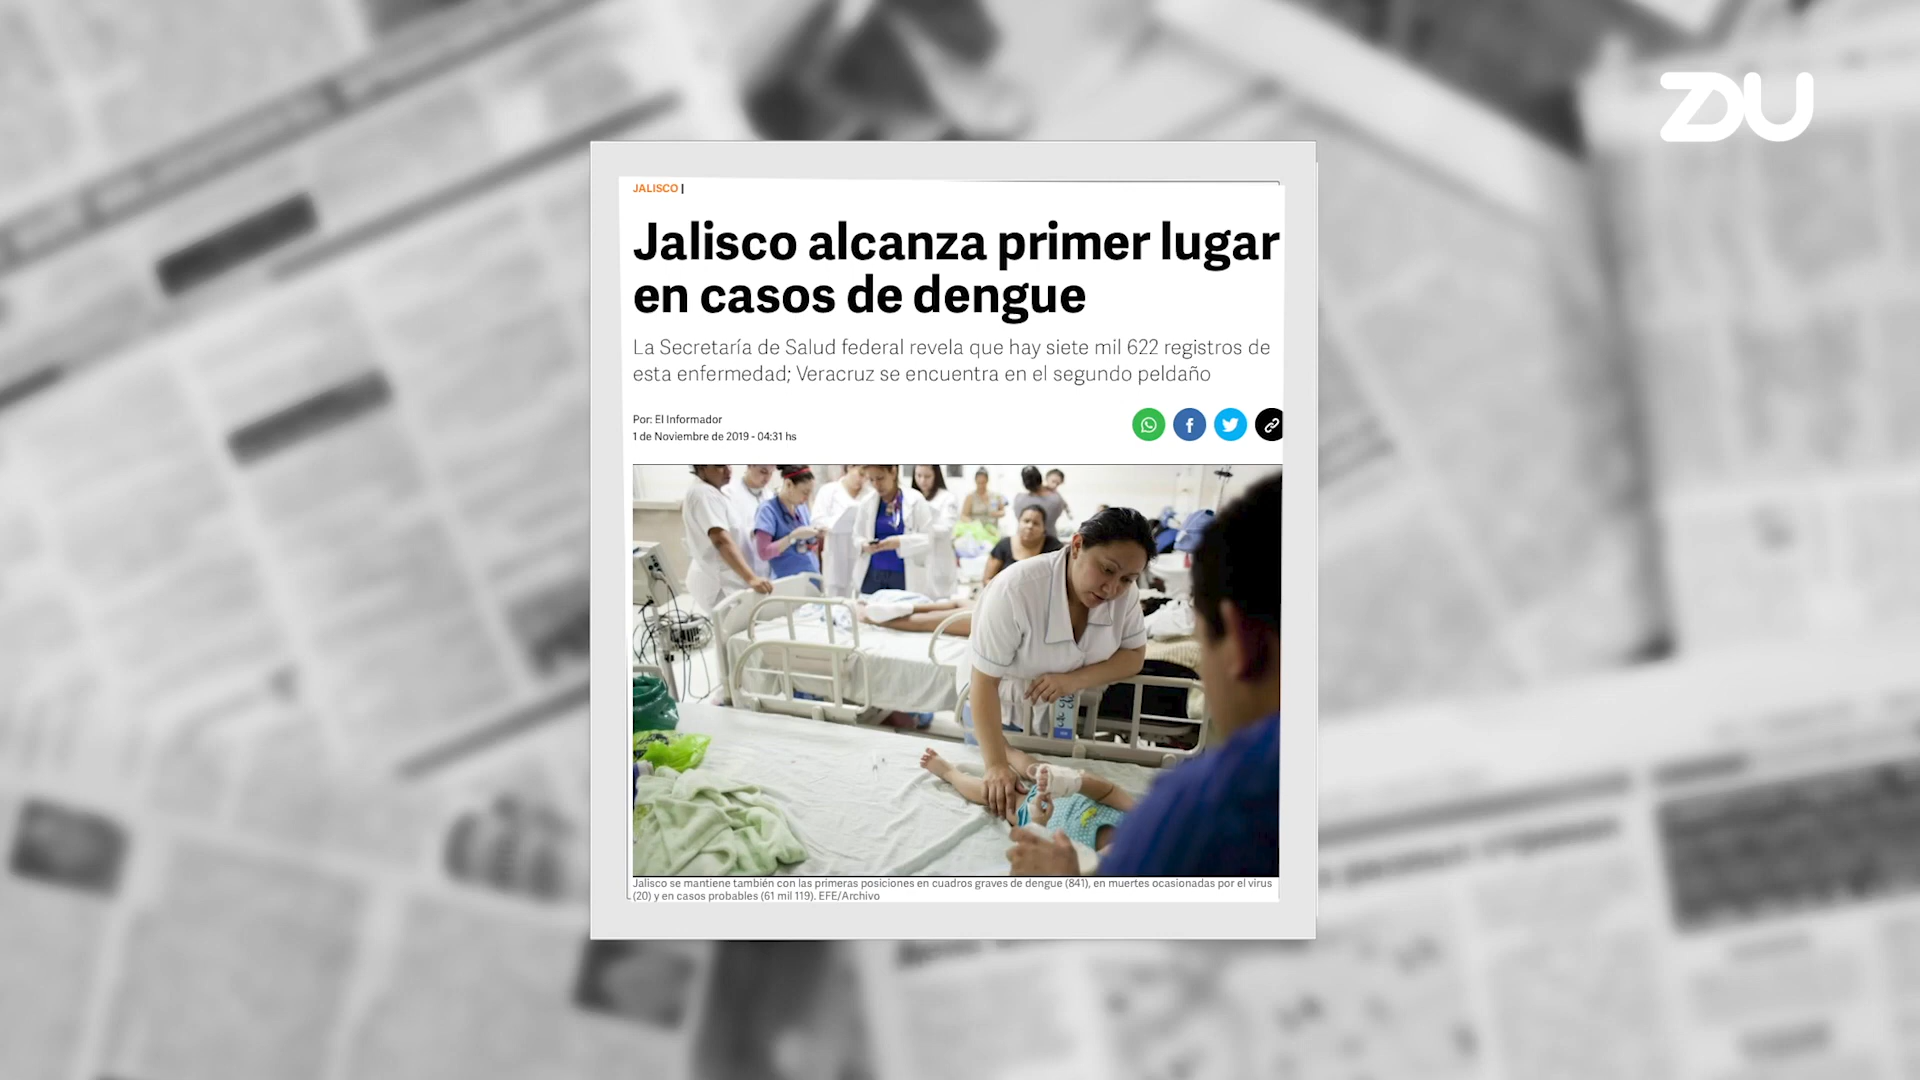 ZDU
JALISCO |
Jalisco alcanza primer lugar
en casos de dengue
La Secretaría de Salud federal revela que hay siete mil 622 registros de
esta enfermedad; Veracruz se encuentra en el segundo peldaño
Por: El Informador
1 de Noviembre de 2019 - 04:31 hs
Jalisco se mantiene también con las primeras posiciones en cuadros graves de dengue (841), en muertes ocasionadas por el virus
(20) y en casos probables (61 mil 119). EFE/Archivo